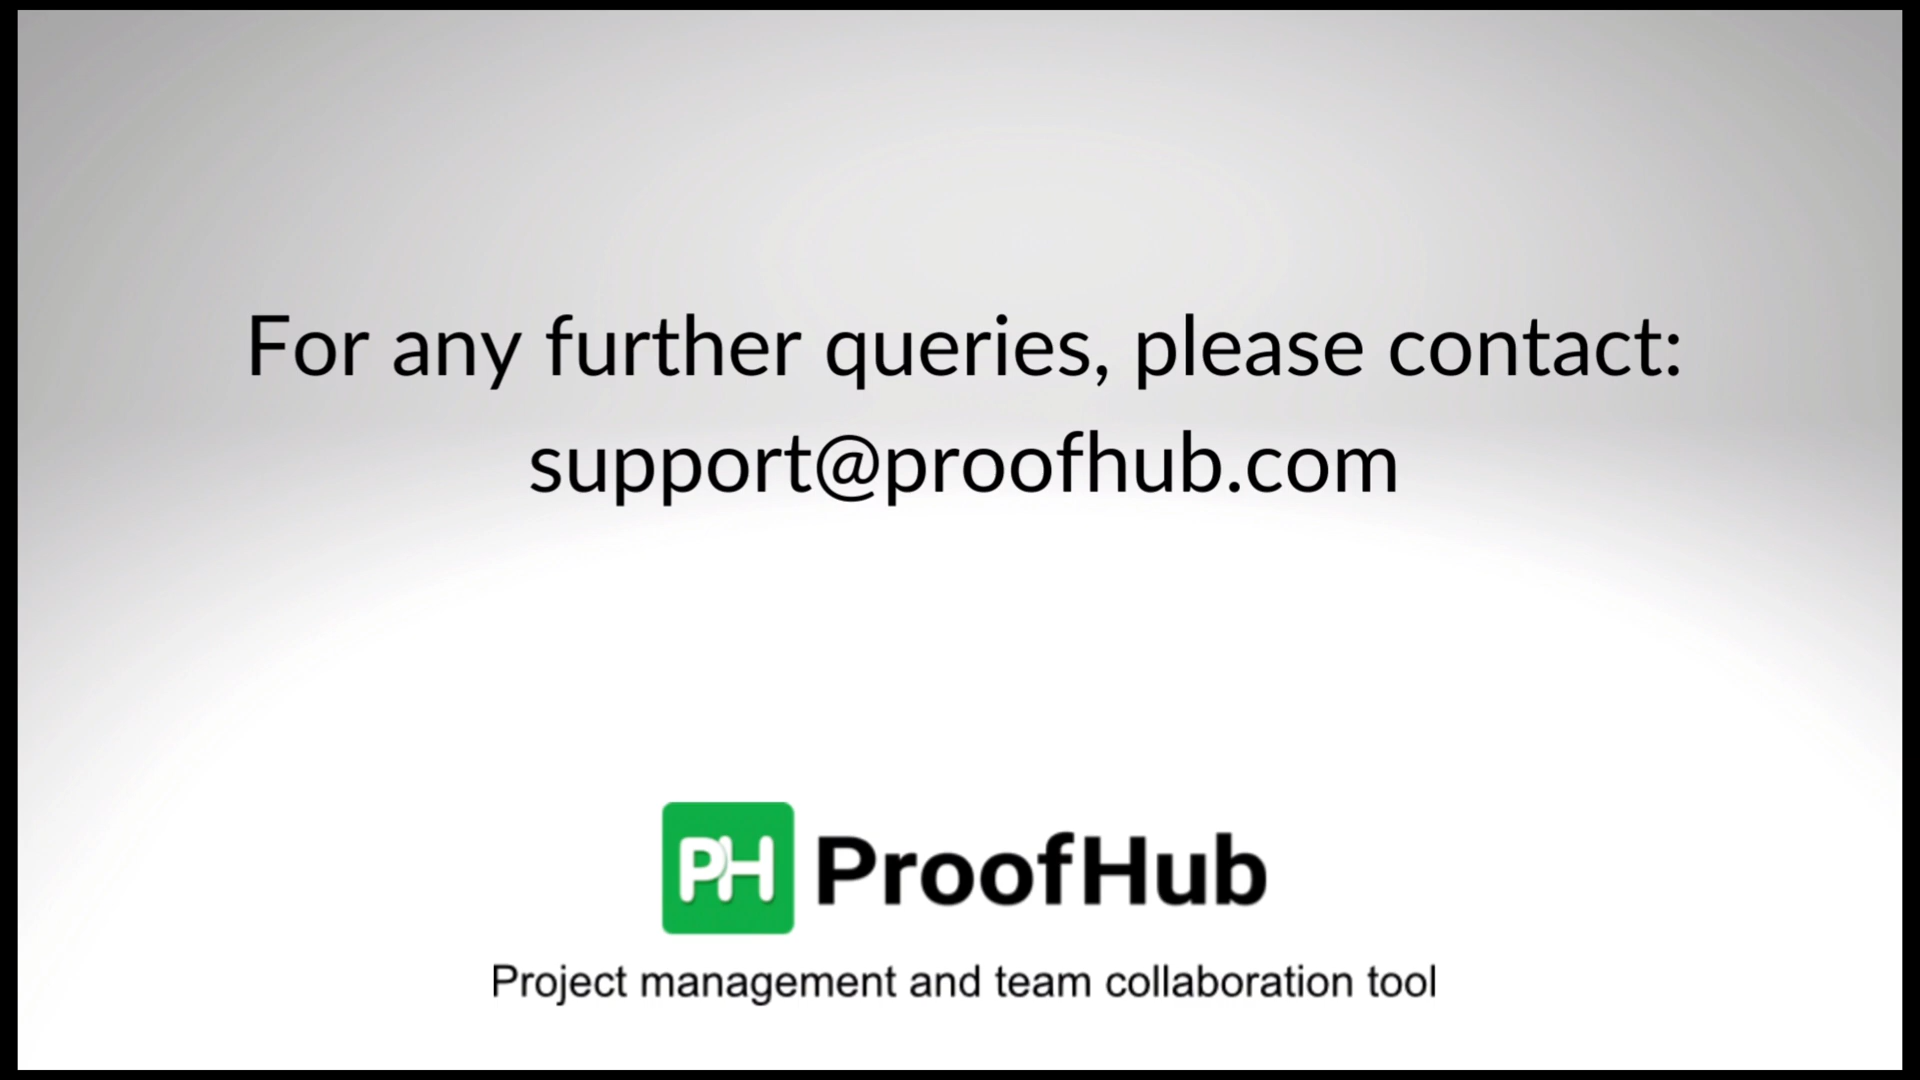 For any further queries, please contact:
support@proofhub.com
PH ProofHub
Project management and team collaboration tool